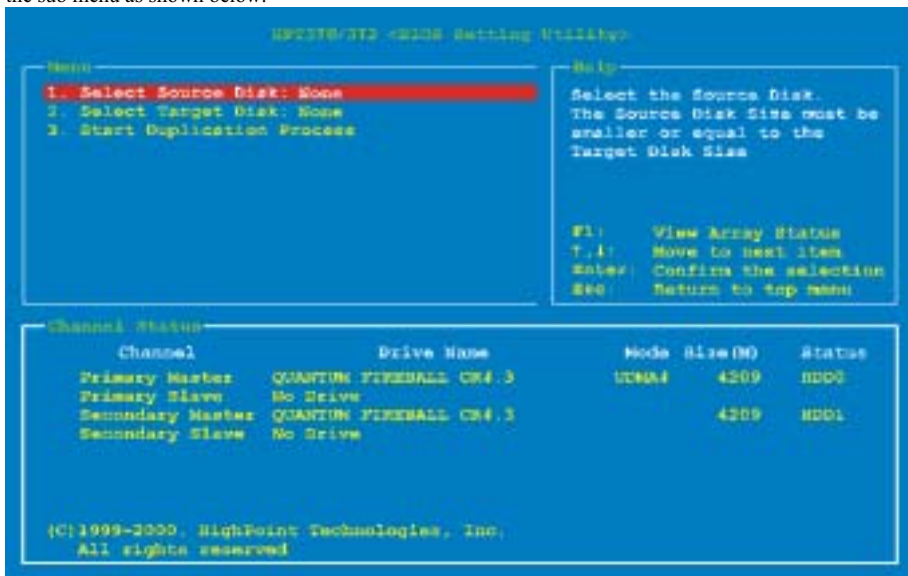 the sub menu as shown below:
HPT370/372 <BIOS Setting Utility>
Menu
1. Select Source Disk: None
2. Select Target Disk: None
3. Start Duplication Process
Help
Select the Source Disk.
The Source Disk Size must be
smaller or equal to the
Target Disk Size
F1: View Array Status
↑,↓: Move to next item
Enter: Confirm the selection
Esc: Return to top menu
Channel Status
Channel Drive Name Mode Size(M) Status
Primary Master QUANTUM FIREBALL CR4.3 UDMA4 4209 HDD0
Primary Slave No Drive
Secondary Master QUANTUM FIREBALL CR4.3 4209 HDD1
Secondary Slave No Drive
(C)1999-2000. HighPoint Technologies, Inc.
All rights reserved